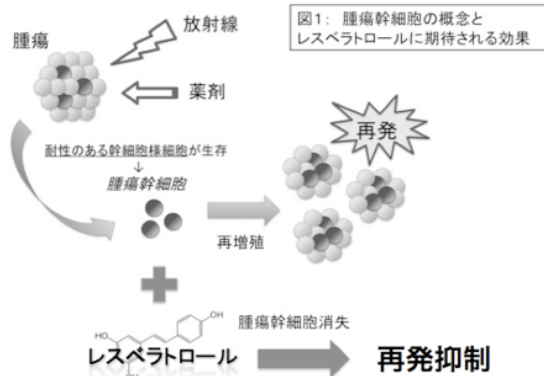 図1: 腫瘍幹細胞の概念と
レスベラトロールに期待される効果
腫瘍
放射線
薬剤
耐性のある幹細胞様細胞が生存
↓
腫瘍幹細胞
再増殖
再発
HO
OH
OH
レスベラトロール
腫瘍幹細胞消失
再発抑制